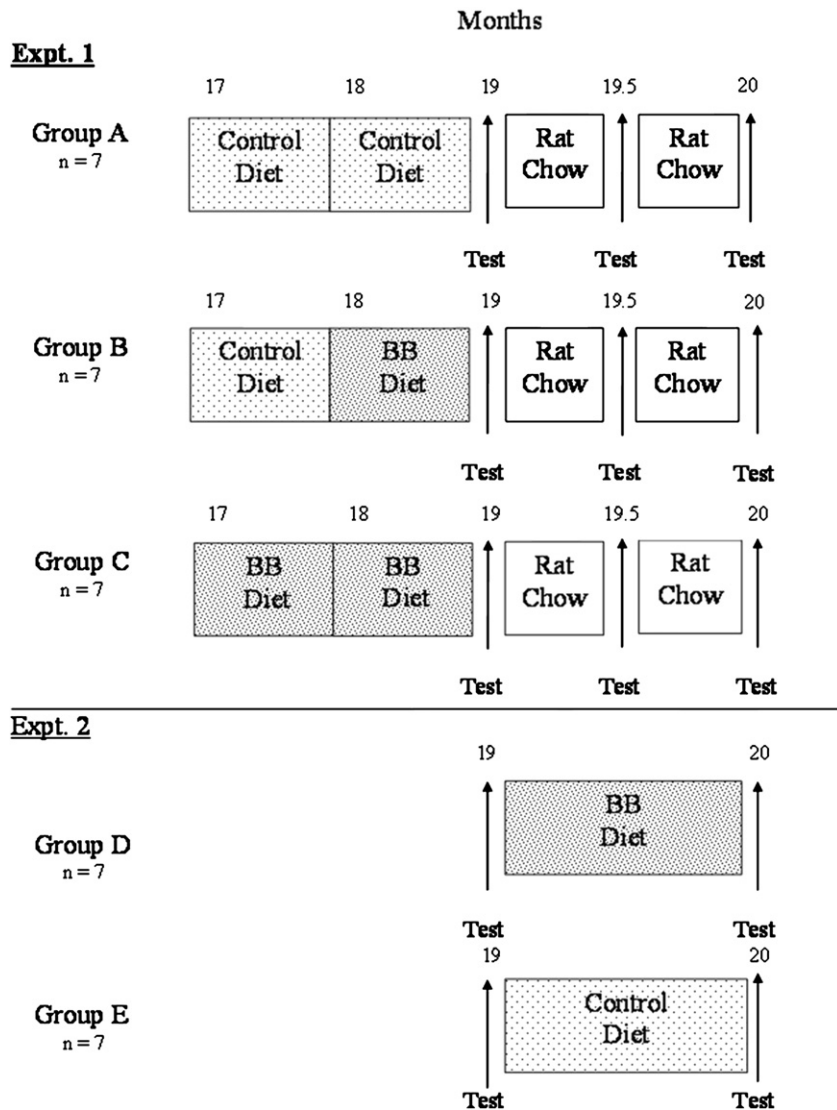 Months
Expt. 1
17 18 19 19.5 20
Group A
n = 7
Control Diet
Control Diet
Rat Chow
Rat Chow
Test Test Test
17 18 19 19.5 20
Group B
n = 7
Control Diet
BB Diet
Rat Chow
Rat Chow
Test Test Test
17 18 19 19.5 20
Group C
n = 7
BB Diet
BB Diet
Rat Chow
Rat Chow
Test Test Test
Expt. 2
19 20
Group D
n = 7
BB Diet
Test Test
19 20
Group E
n = 7
Control Diet
Test Test